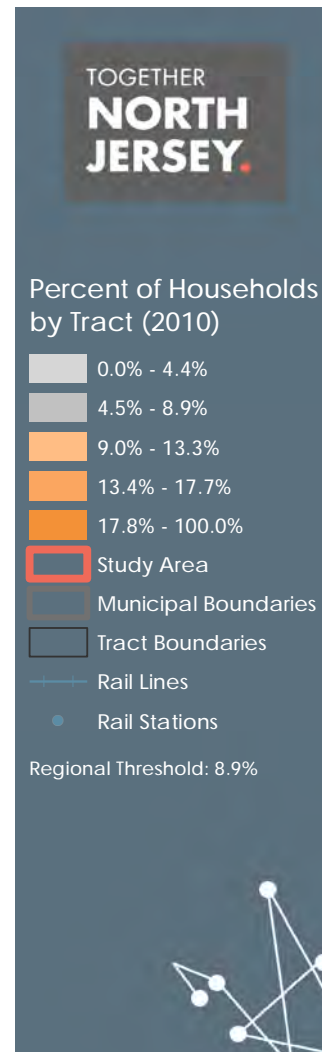 TOGETHER
NORTH
JERSEY.
Percent of Households
by Tract (2010)
0.0% - 4.4%
4.5% - 8.9%
9.0% - 13.3%
13.4% - 17.7%
17.8% - 100.0%
Study Area
Municipal Boundaries
Tract Boundaries
Rail Lines
Rail Stations
Regional Threshold: 8.9%